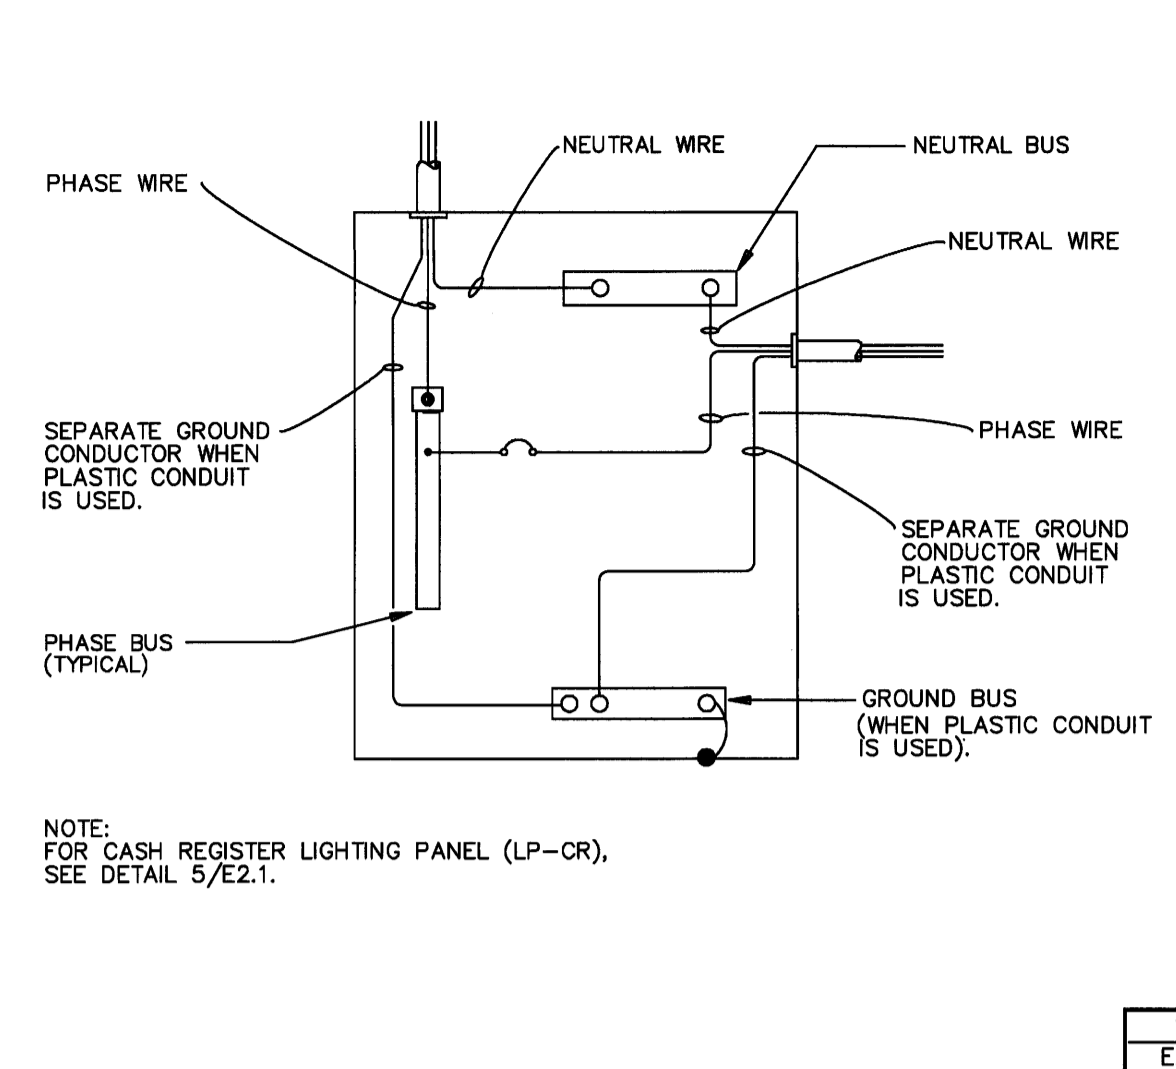 NEUTRAL WIRE
NEUTRAL BUS
PHASE WIRE
NEUTRAL WIRE
SEPARATE GROUND
CONDUCTOR WHEN
PLASTIC CONDUIT
IS USED.
PHASE WIRE
SEPARATE GROUND
CONDUCTOR WHEN
PLASTIC CONDUIT
IS USED.
PHASE BUS
(TYPICAL)
GROUND BUS
(WHEN PLASTIC CONDUIT
IS USED).
NOTE:
FOR CASH REGISTER LIGHTING PANEL (LP-CR),
SEE DETAIL 5/E2.1.
E